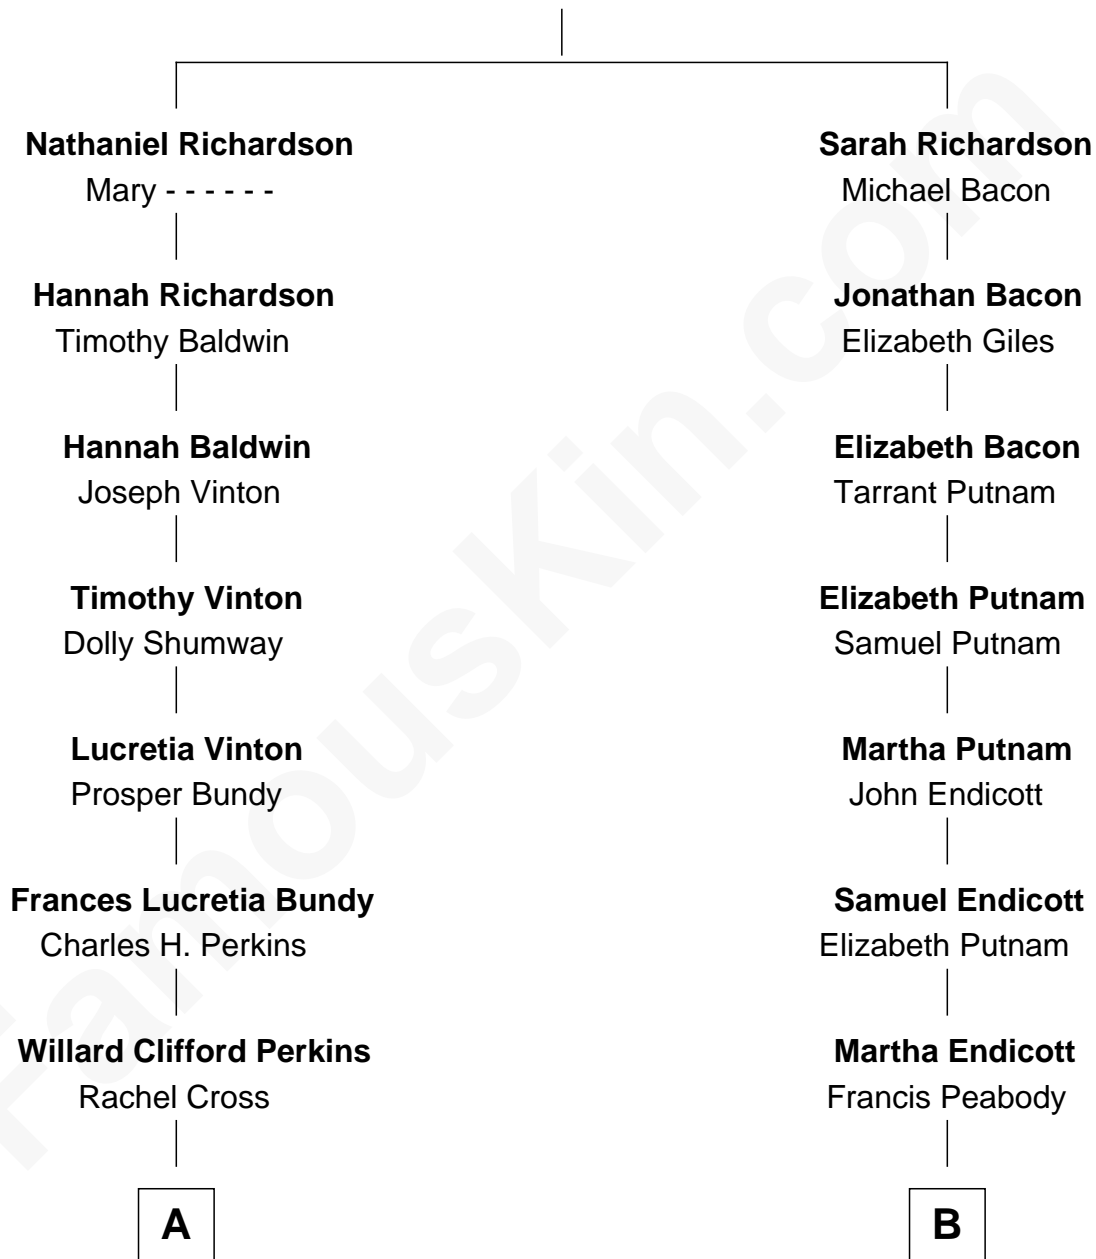 Nathaniel Richardson
Mary - - - - - -
Hannah Richardson
Timothy Baldwin
Hannah Baldwin
Joseph Vinton
Timothy Vinton
Dolly Shumway
Lucretia Vinton
Prosper Bundy
Frances Lucretia Bundy
Charles H. Perkins
Willard Clifford Perkins
Rachel Cross
A
Sarah Richardson
Michael Bacon
Jonathan Bacon
Elizabeth Giles
Elizabeth Bacon
Tarrant Putnam
Elizabeth Putnam
Samuel Putnam
Martha Putnam
John Endicott
Samuel Endicott
Elizabeth Putnam
Martha Endicott
Francis Peabody
B
FamousKin.com